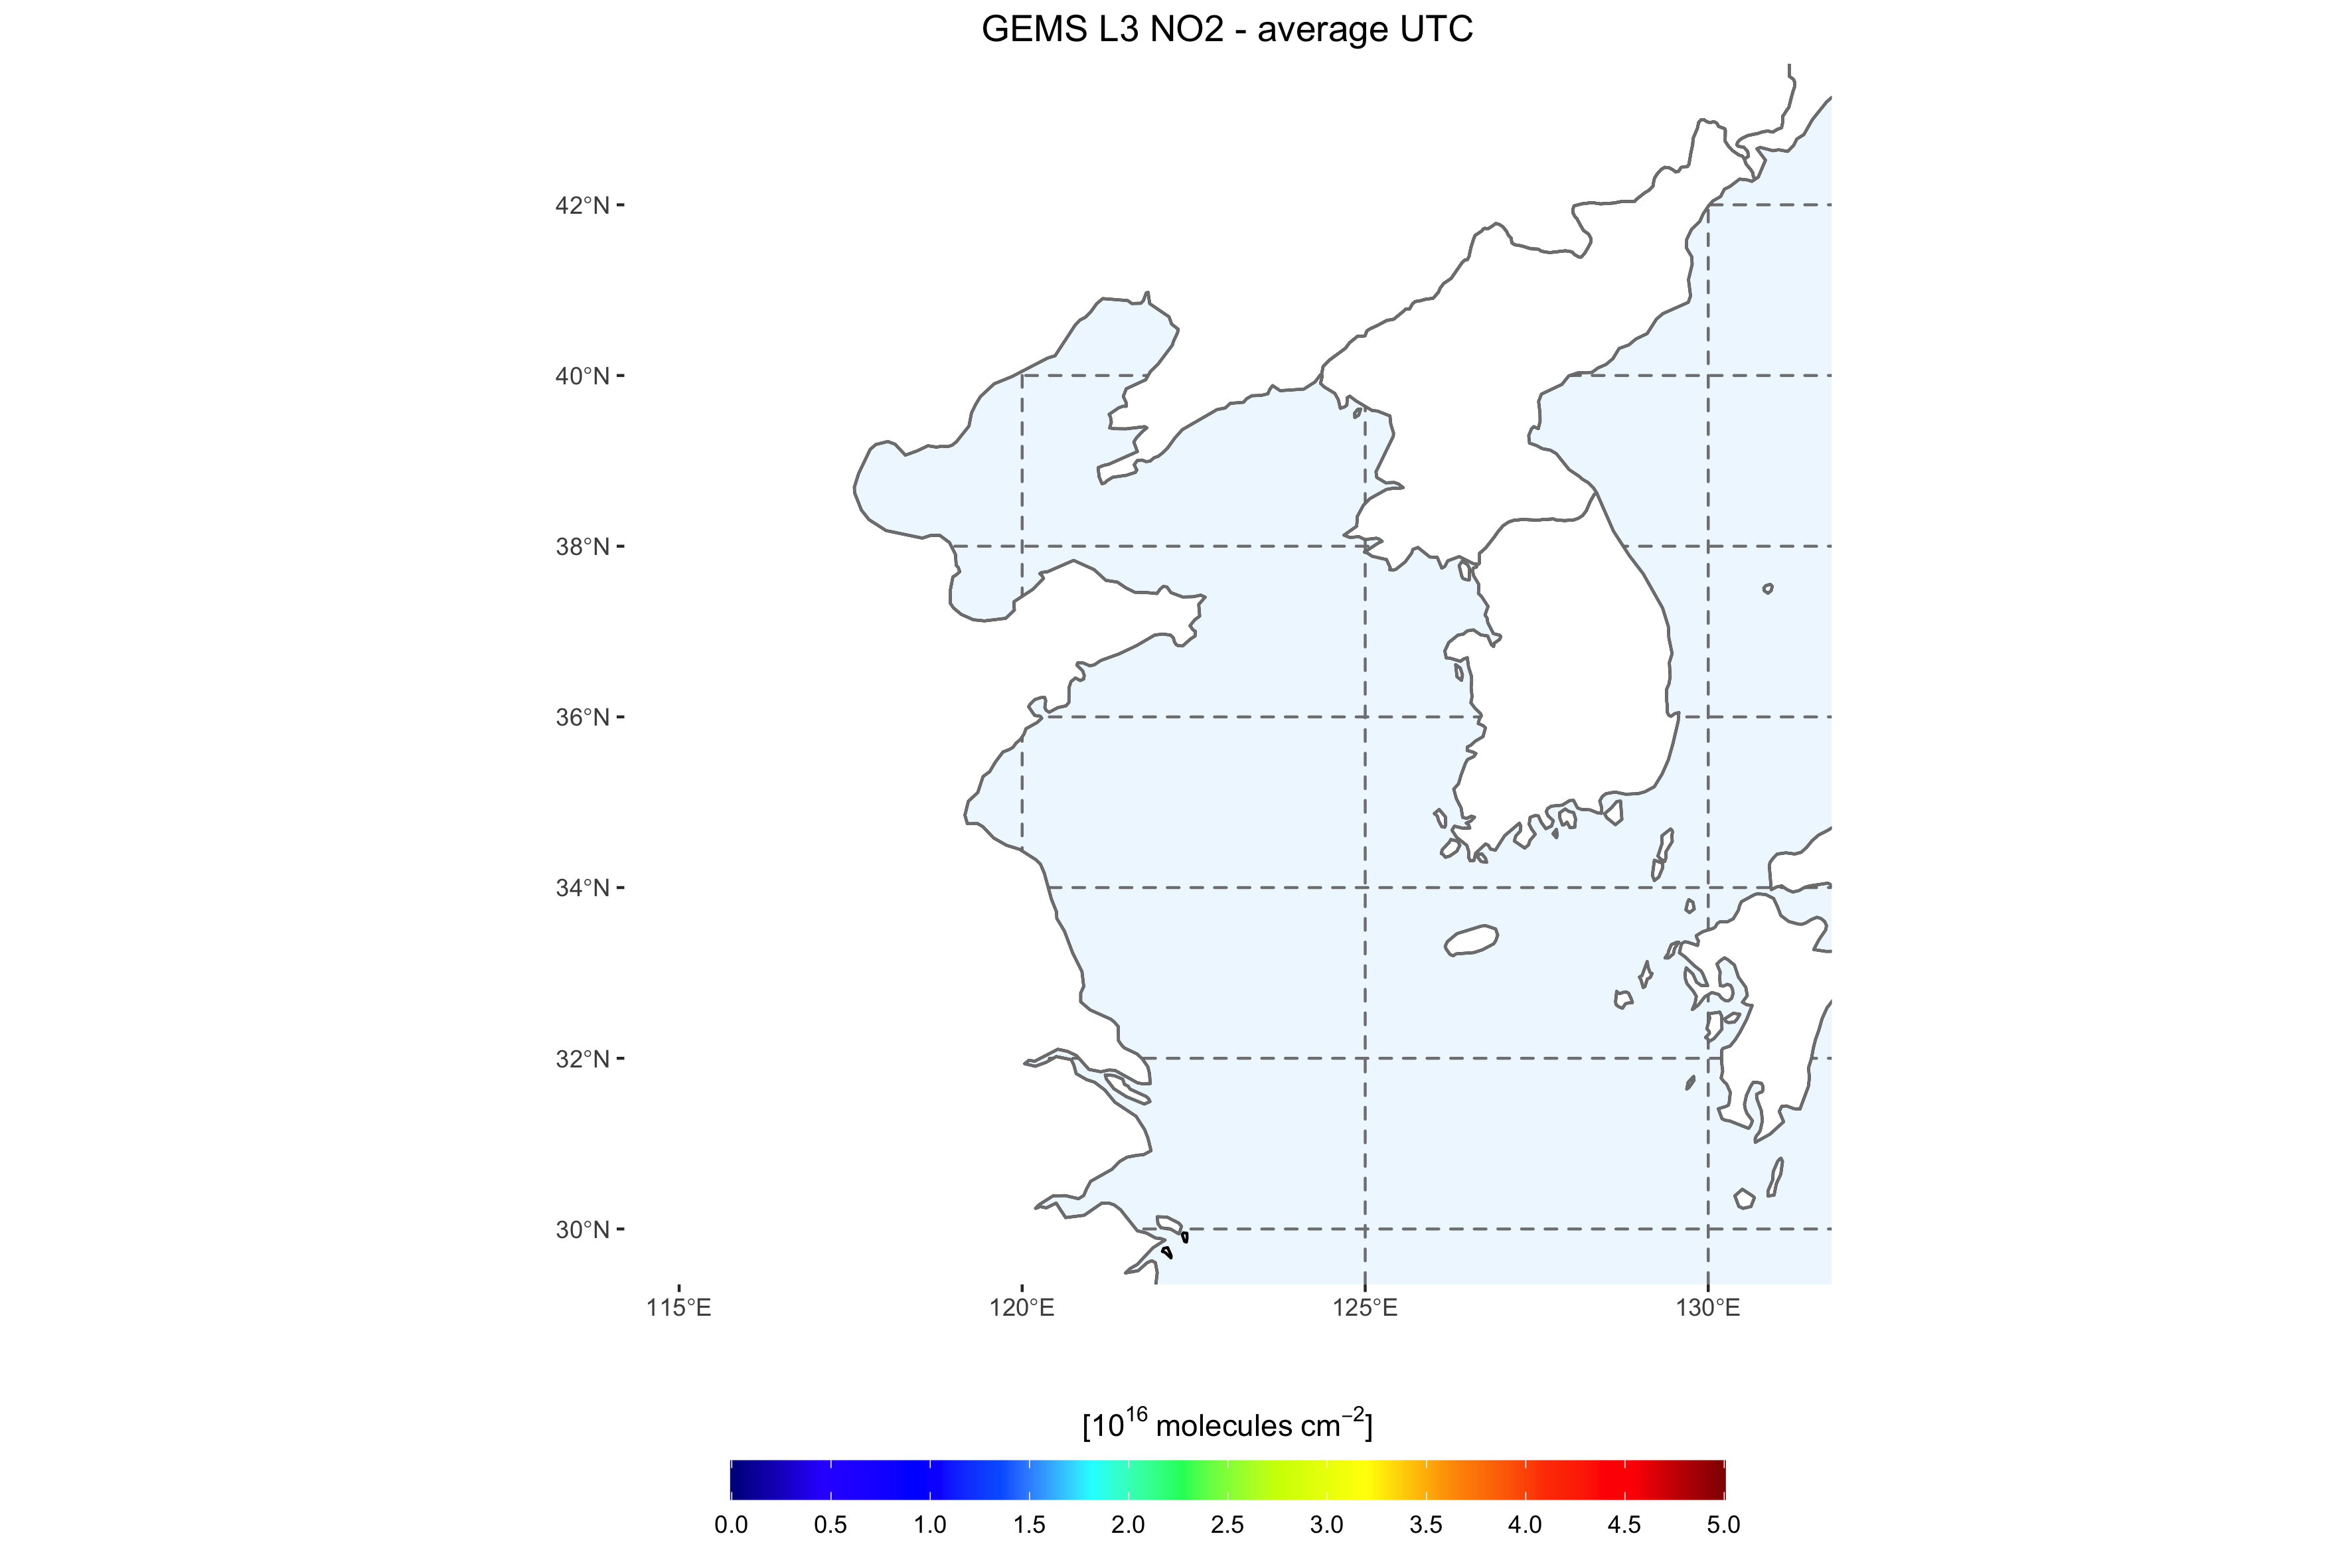 GEMS L3 NO2 - average UTC
42°N
40°N
38°N
36°N
34°N
32°N
30°N
115°E 120°E 125°E 130°E
[10¹⁶ molecules cm⁻²]
0.0 0.5 1.0 1.5 2.0 2.5 3.0 3.5 4.0 4.5 5.0